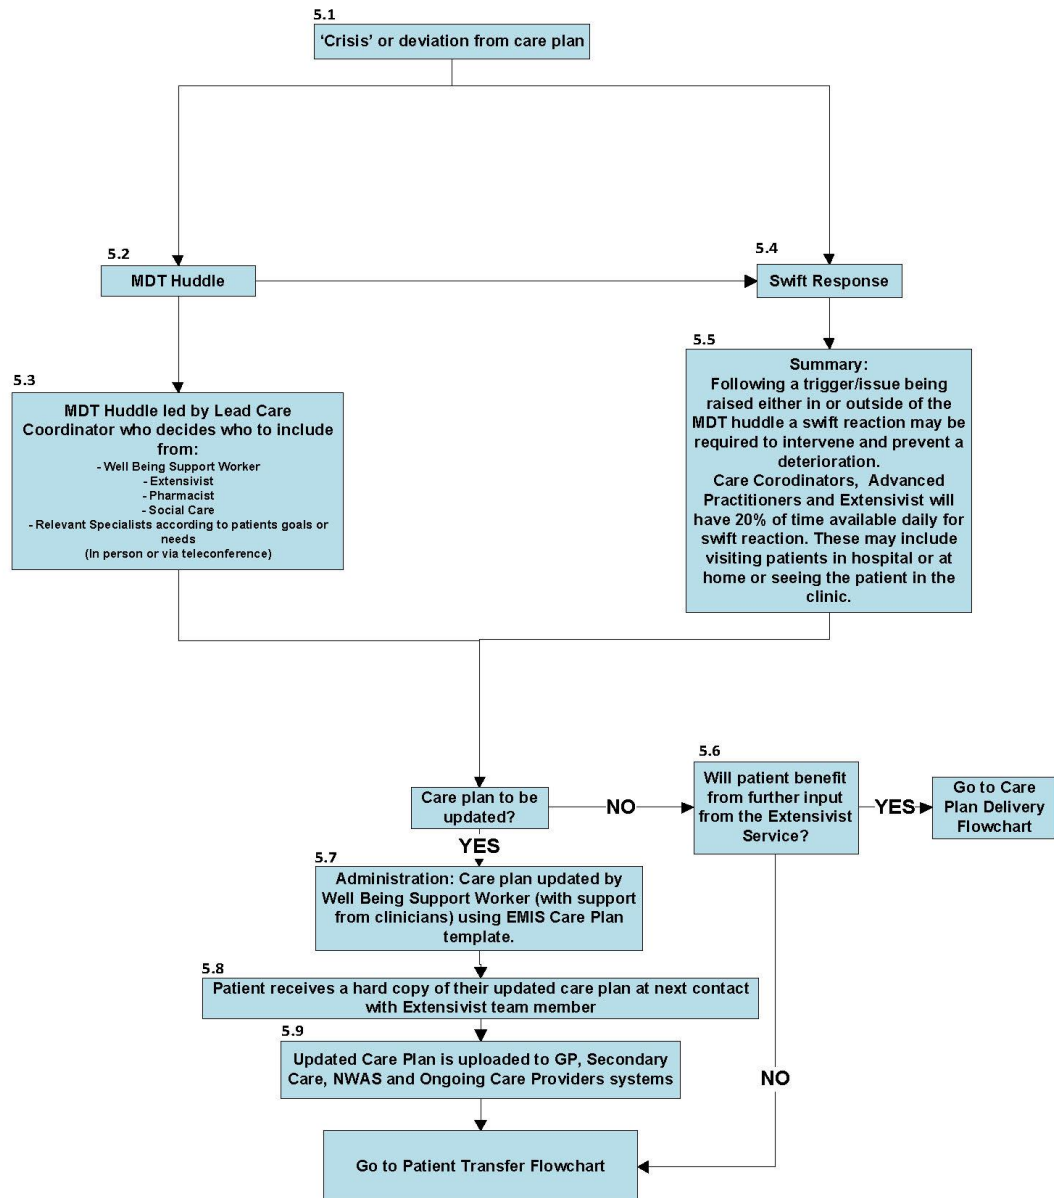 5.1
‘Crisis’ or deviation from care plan
5.2
MDT Huddle
5.4
Swift Response
5.3
MDT Huddle led by Lead Care
Coordinator who decides who to include
from:
- Well Being Support Worker
- Extensivist
- Pharmacist
- Social Care
- Relevant Specialists according to patients goals or
needs
(In person or via teleconference)
5.5
Summary:
Following a trigger/issue being
raised either in or outside of the
MDT huddle a swift reaction may be
required to intervene and prevent a
deterioration.
Care Corodinators, Advanced
Practitioners and Extensivist will
have 20% of time available daily for
swift reaction. These may include
visiting patients in hospital or at
home or seeing the patient in the
clinic.
Care plan to be
updated?
NO
5.6
Will patient benefit
from further input
from the Extensivist
Service?
YES
Go to Care
Plan Delivery
Flowchart
YES
5.7
Administration: Care plan updated by
Well Being Support Worker (with support
from clinicians) using EMIS Care Plan
template.
5.8
Patient receives a hard copy of their updated care plan at next contact
with Extensivist team member
5.9
Updated Care Plan is uploaded to GP, Secondary
Care, NWAS and Ongoing Care Providers systems
NO
Go to Patient Transfer Flowchart